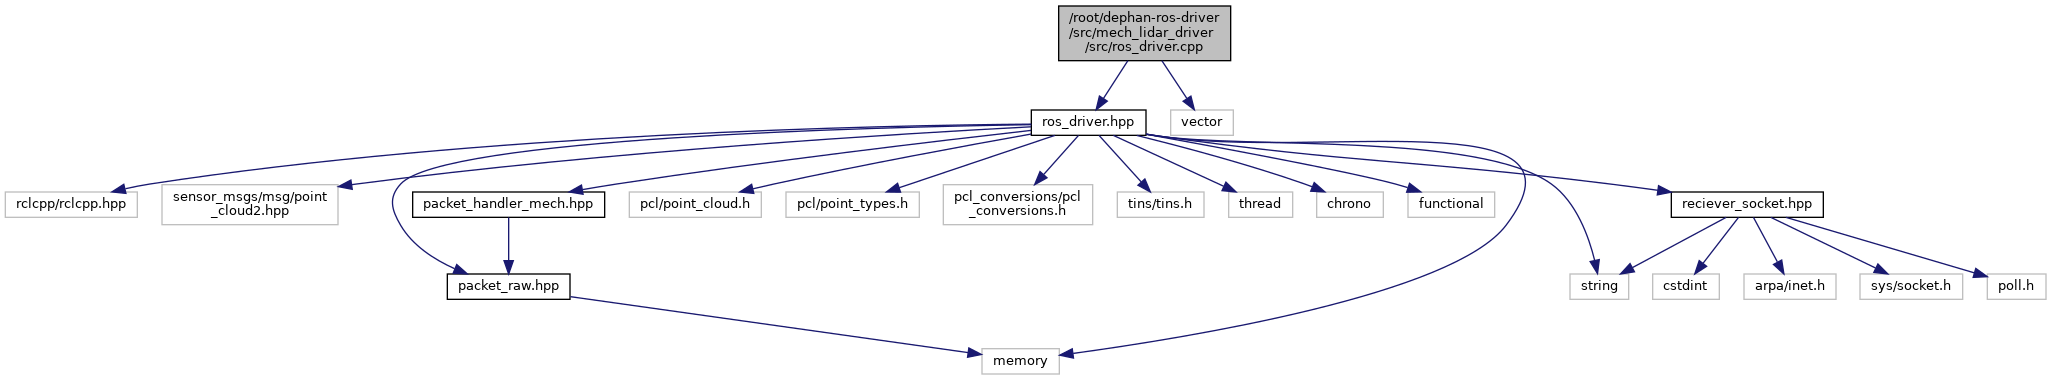 /root/dephan-ros-driver
/src/mech_lidar_driver
/src/ros_driver.cpp
ros_driver.hpp
vector
rclcpp/rclcpp.hpp
sensor_msgs/msg/point
_cloud2.hpp
packet_handler_mech.hpp
pcl/point_cloud.h
pcl/point_types.h
pcl_conversions/pcl
_conversions.h
tins/tins.h
thread
chrono
functional
reciever_socket.hpp
packet_raw.hpp
string
cstdint
arpa/inet.h
sys/socket.h
poll.h
memory